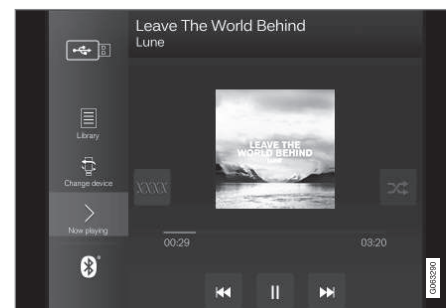 Leave The World Behind
Lune
Library
LEAVE THE
WORLD BEHIND
LUNE
Change device
XXXX
Now playing
00:29
03:20
G063290